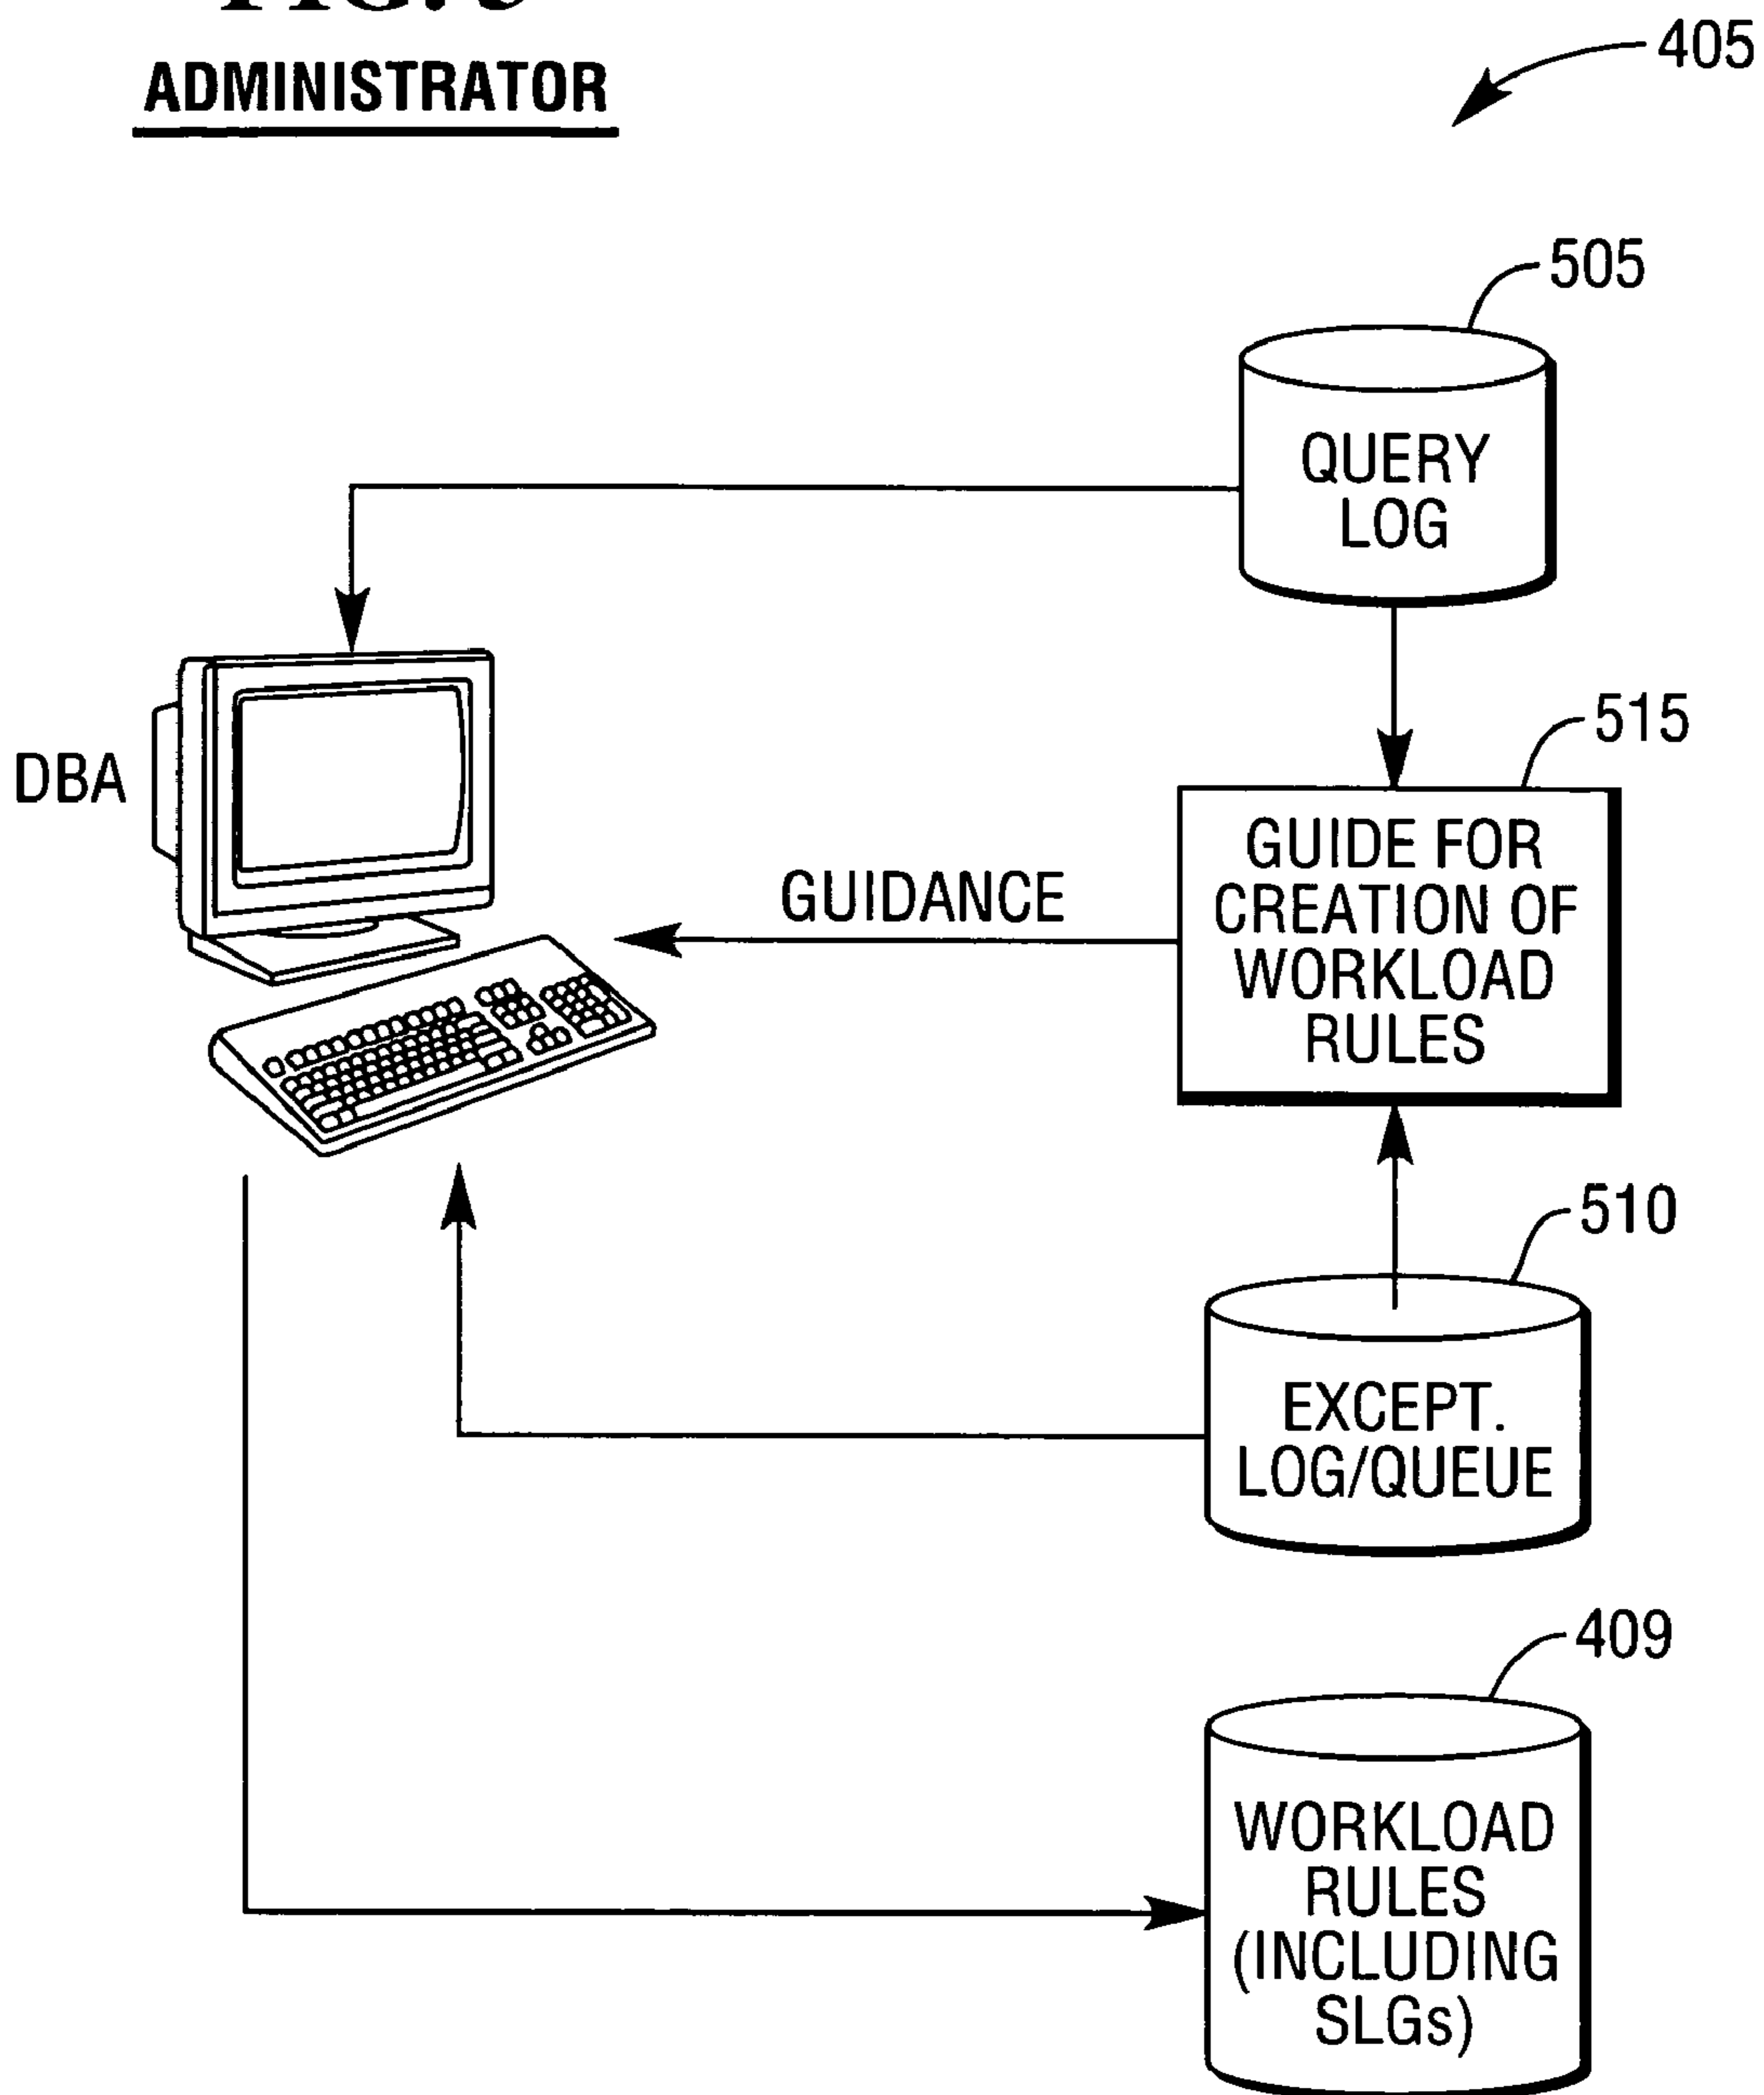 ADMINISTRATOR
405
505
QUERY
LOG
515
DBA
GUIDE FOR
CREATION OF
WORKLOAD
RULES
GUIDANCE
510
EXCEPT.
LOG/QUEUE
409
WORKLOAD
RULES
(INCLUDING
SLGs)